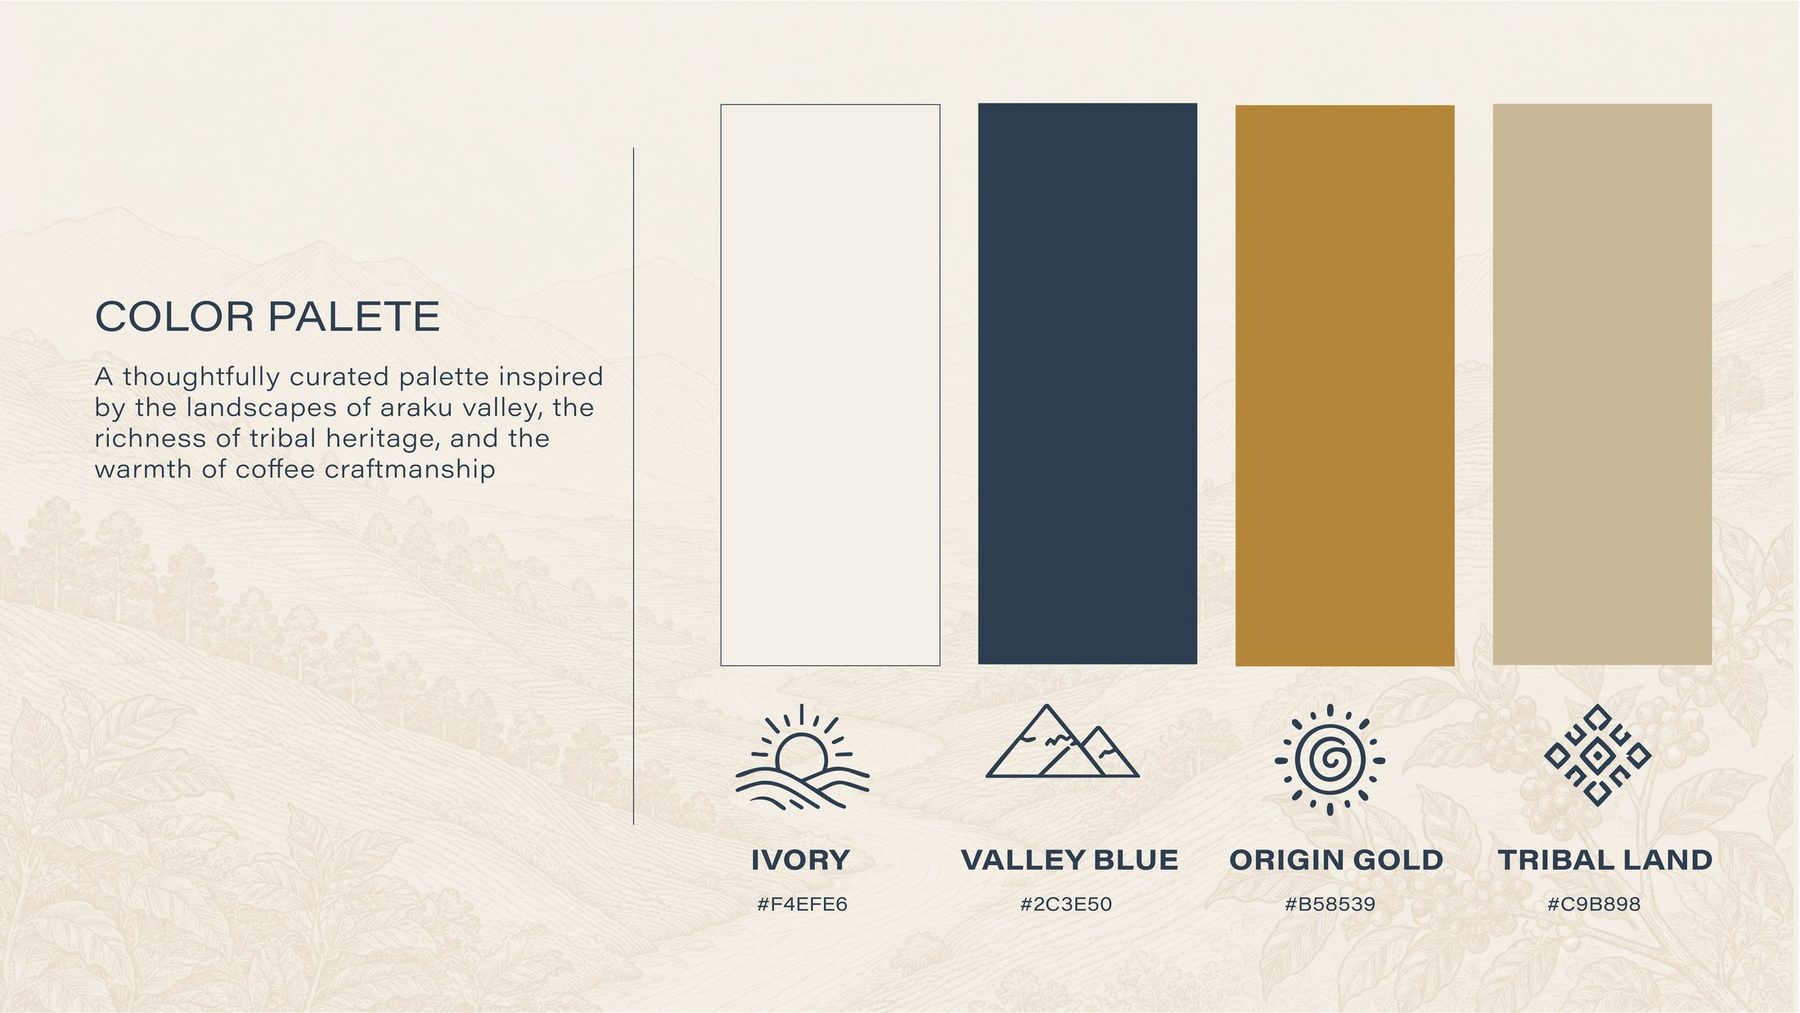 COLOR PALETE
A thoughtfully curated palette inspired
by the landscapes of araku valley, the
richness of tribal heritage, and the
warmth of coffee craftmanship
IVORY
#F4EFE6
VALLEY BLUE
#2C3E50
ORIGIN GOLD
#B58539
TRIBAL LAND
#C9B898